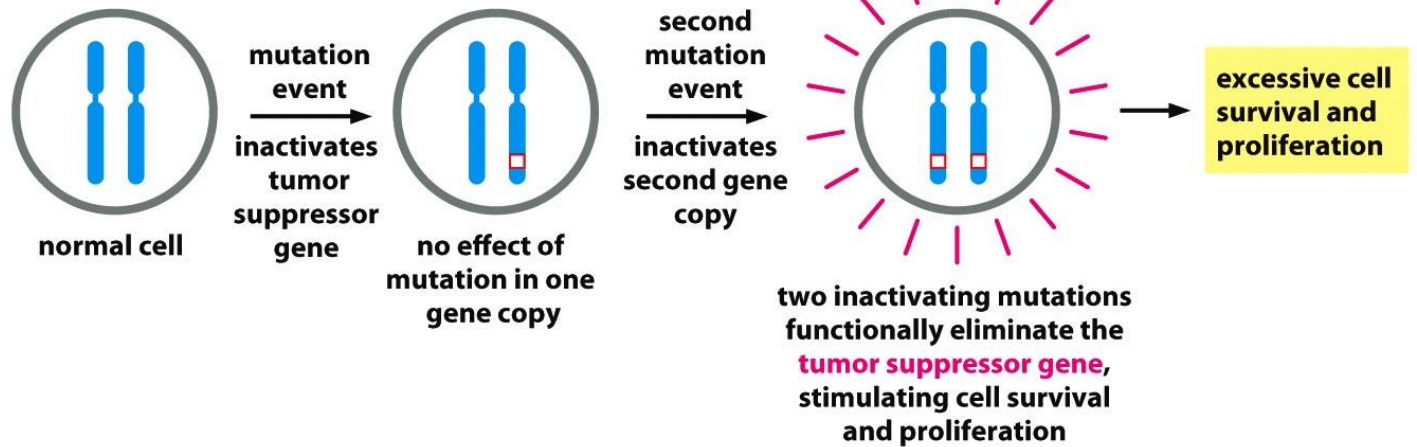 normal cell
mutation
event
inactivates
tumor
suppressor
gene
no effect of
mutation in one
gene copy
second
mutation
event
inactivates
second gene
copy
two inactivating mutations
functionally eliminate the
tumor suppressor gene,
stimulating cell survival
and proliferation
excessive cell
survival and
proliferation